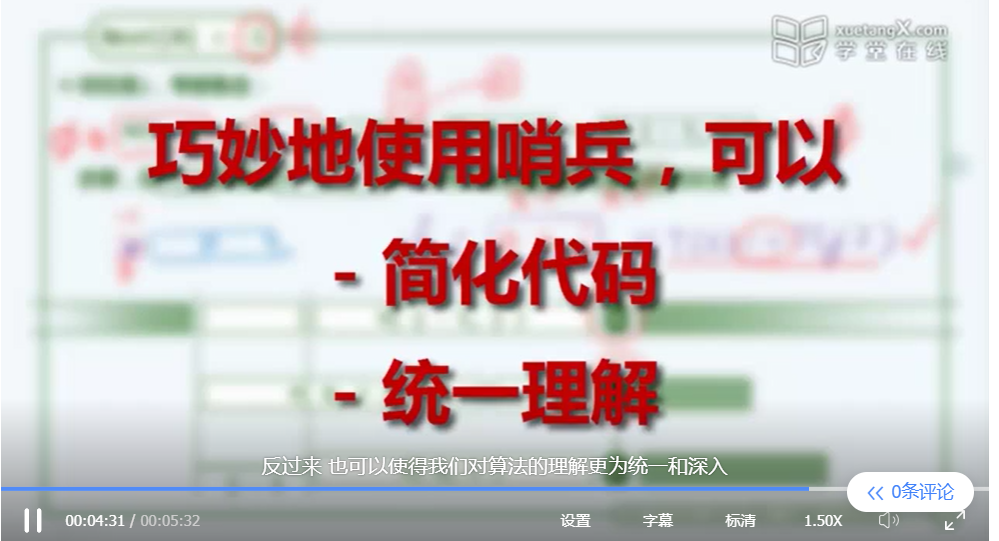 xuetangX.com
学堂在线
巧妙地使用哨兵，可以
- 简化代码
- 统一理解
反过来 也可以使得我们对算法的理解更为统一和深入
0条评论
00:04:31 / 00:05:32
设置
字幕
标清
1.50X